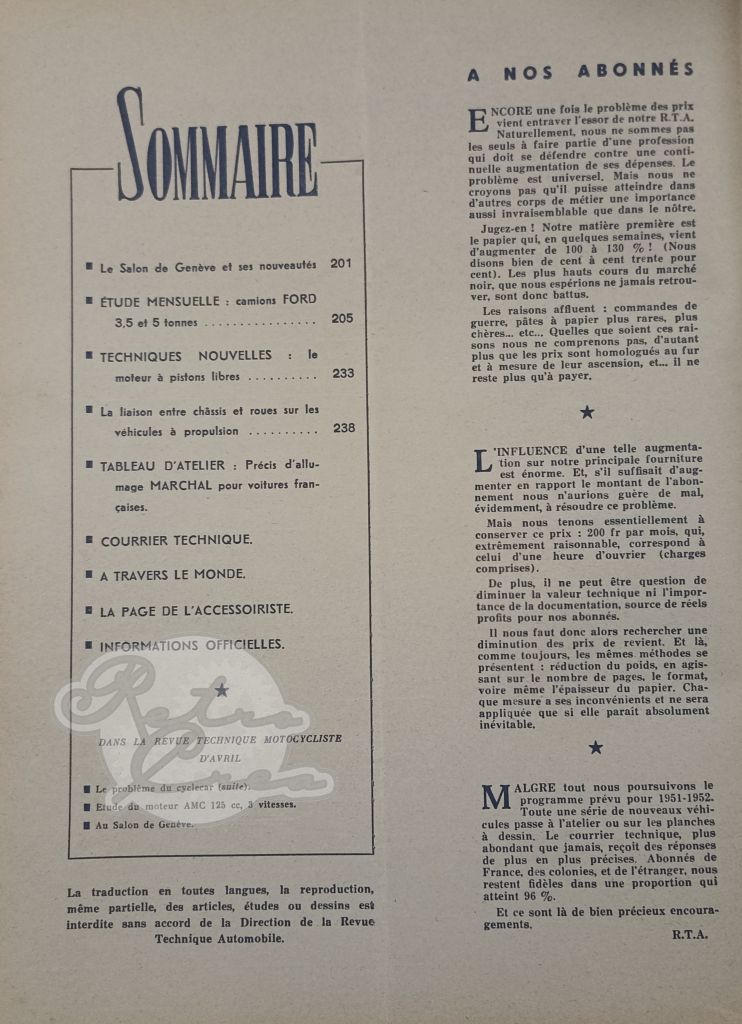 SOMMAIRE
■ Le Salon de Genève et ses nouveautés 201
■ ÉTUDE MENSUELLE : camions FORD
3,5 et 5 tonnes ................ 205
■ TECHNIQUES NOUVELLES : le
moteur à pistons libres .......... 233
■ La liaison entre châssis et roues sur les
véhicules à propulsion .......... 238
■ TABLEAU D'ATELIER : Précis d'allu-
mage MARCHAL pour voitures fran-
çaises.
■ COURRIER TECHNIQUE.
■ A TRAVERS LE MONDE.
■ LA PAGE DE L'ACCESSOIRISTE.
■ INFORMATIONS OFFICIELLES.
★
DANS LA REVUE TECHNIQUE MOTOCYCLISTE
D'AVRIL
■ Le problème du cyclecar (suite).
■ Etude du moteur AMC 125 cc, 3 vitesses.
■ Au Salon de Genève.
Retro Crea
La traduction en toutes langues, la reproduction,
même partielle, des articles, études ou dessins est
interdite sans accord de la Direction de la Revue
Technique Automobile.
A NOS ABONNÉS
ENCORE une fois le problème des prix
vient entraver l'essor de notre R.T.A.
Naturellement, nous ne sommes pas
les seuls à faire partie d'une profession
qui doit se défendre contre une conti-
nuelle augmentation de ses dépenses. Le
problème est universel. Mais nous ne
croyons pas qu'il puisse atteindre dans
d'autres corps de métier une importance
aussi invraisemblable que dans le nôtre.
Jugez-en ! Notre matière première est
le papier qui, en quelques semaines, vient
d'augmenter de 100 à 130 % ! (Nous
disons bien de cent à cent trente pour
cent). Les plus hauts cours du marché
noir, que nous espérions ne jamais retrou-
ver, sont donc battus.
Les raisons affluent : commandes de
guerre, pâtes à papier plus rares, plus
chères... etc... Quelles que soient ces rai-
sons nous ne comprenons pas, d'autant
plus que les prix sont homologués au fur
et à mesure de leur ascension, et... il ne
reste plus qu'à payer.
★
L'INFLUENCE d'une telle augmenta-
tion sur notre principale fourniture
est énorme. Et, s'il suffisait d'aug-
menter en rapport le montant de l'abon-
nement nous n'aurions guère de mal,
évidemment, à résoudre ce problème.
Mais nous tenons essentiellement à
conserver ce prix : 200 fr par mois, qui,
extrêmement raisonnable, correspond à
celui d'une heure d'ouvrier (charges
comprises).
De plus, il ne peut être question de
diminuer la valeur technique ni l'impor-
tance de la documentation, source de réels
profits pour nos abonnés.
Il nous faut donc alors rechercher une
diminution des prix de revient. Et là,
comme toujours, les mêmes méthodes se
présentent : réduction du poids, en agis-
sant sur le nombre de pages, le format,
voire même l'épaisseur du papier. Cha-
que mesure a ses inconvénients et ne sera
appliquée que si elle paraît absolument
inévitable.
★
MALGRE tout nous poursuivons le
programme prévu pour 1951-1952.
Toute une série de nouveaux véhi-
cules passe à l'atelier ou sur les planches
à dessin. Le courrier technique, plus
abondant que jamais, reçoit des réponses
de plus en plus précises. Abonnés de
France, des colonies, et de l'étranger, nous
restent fidèles dans une proportion qui
atteint 96 %.
Et ce sont là de bien précieux encoura-
gements.
R.T.A.